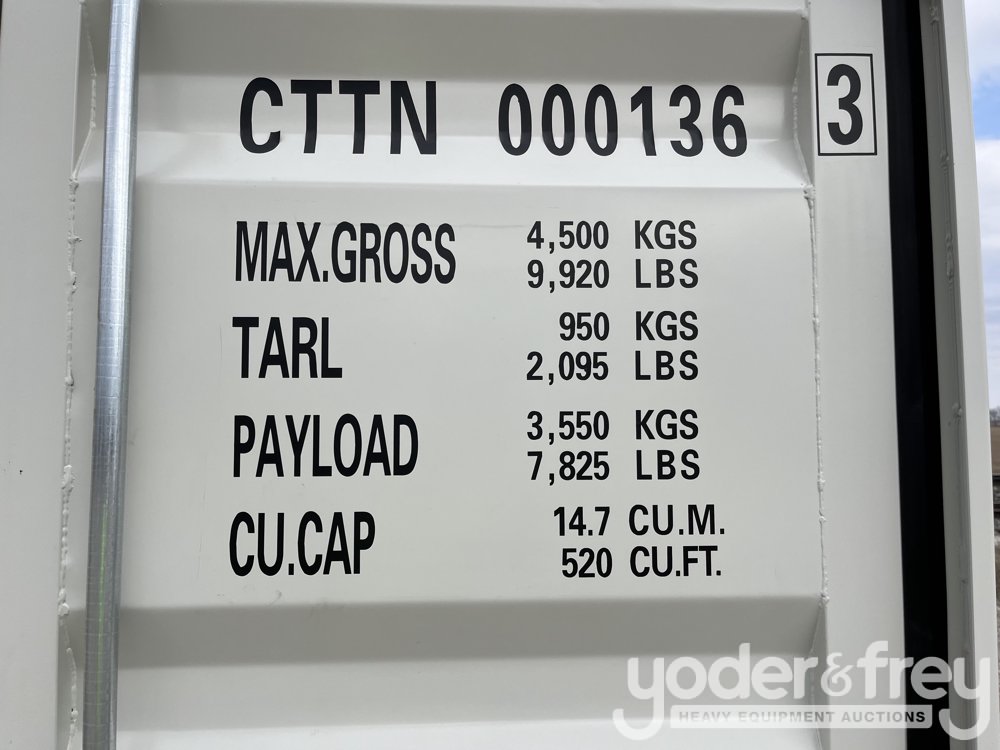 CTTN 000136 3
MAX.GROSS 4,500 KGS
9,920 LBS
TARL 950 KGS
2,095 LBS
PAYLOAD 3,550 KGS
7,825 LBS
CU.CAP 14.7 CU.M.
520 CU.FT.
yoder&frey
HEAVY EQUIPMENT AUCTIONS